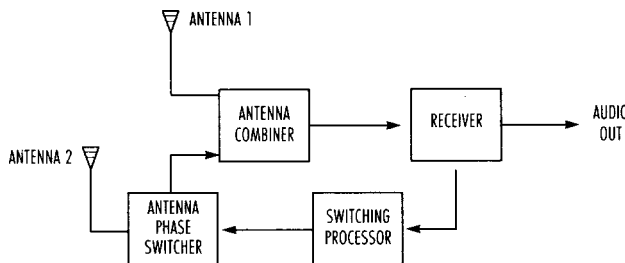 ANTENNA 1
ANTENNA
COMBINER
RECEIVER
AUDIO
OUT
ANTENNA 2
ANTENNA
PHASE
SWITCHER
SWITCHING
PROCESSOR